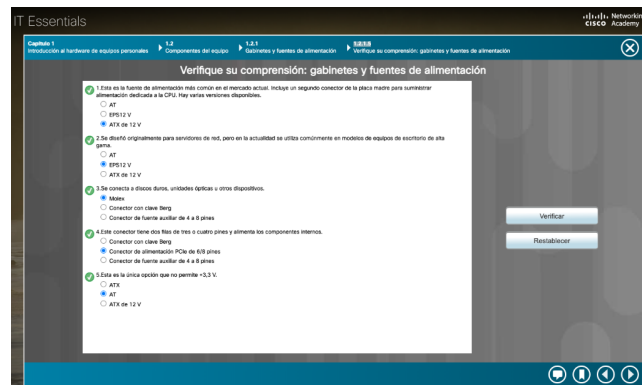 IT Essentials
Networkin
CISCO Academy
Capítulo 1
Introducción al hardware de equipos personales
1.2
Componentes del equipo
1.2.1
Gabinetes y fuentes de alimentación
Verifique su comprensión: gabinetes y fuentes de alimentación
Verifique su comprensión: gabinetes y fuentes de alimentación
1.Esta es la fuente de alimentación más común en el mercado actual. Incluye un segundo conector de la placa madre para suministrar
alimentación dedicada a la CPU. Hay varias versiones disponibles.
AT
EPS12 V
ATX de 12 V
2.Se diseñó originalmente para servidores de red, pero en la actualidad se utiliza comúnmente en modelos de equipos de escritorio de alta
gama.
AT
EPS12 V
ATX de 12 V
3.Se conecta a discos duros, unidades ópticas u otros dispositivos.
Molex
Conector con clave Berg
Conector de fuente auxiliar de 4 a 8 pines
4.Este conector tiene dos filas de tres o cuatro pines y alimenta los componentes internos.
Conector con clave Berg
Conector de alimentación PCIe de 6/8 pines
Conector de fuente auxiliar de 4 a 8 pines
5.Esta es la única opción que no permite +3,3 V.
ATX
AT
ATX de 12 V
Verificar
Restablecer